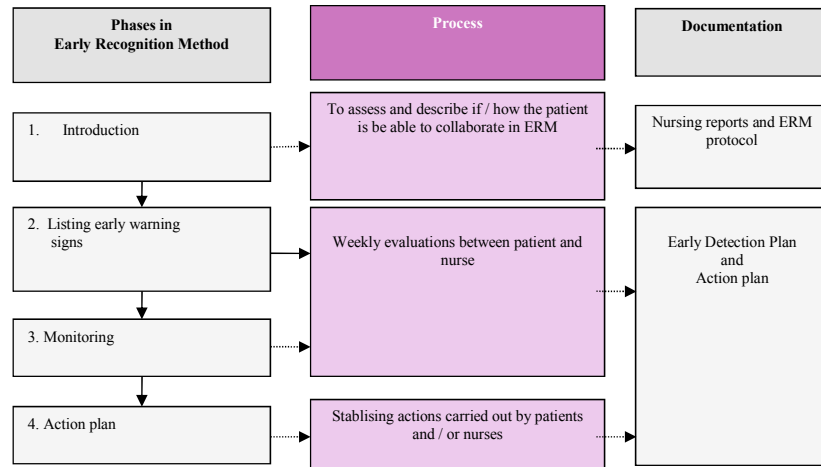 Phases in
Early Recognition Method
Process
Documentation
1. Introduction
To assess and describe if / how the patient
is be able to collaborate in ERM
Nursing reports and ERM
protocol
2. Listing early warning
signs
Weekly evaluations between patient and
nurse
Early Detection Plan
and
Action plan
3. Monitoring
4. Action plan
Stablising actions carried out by patients
and / or nurses